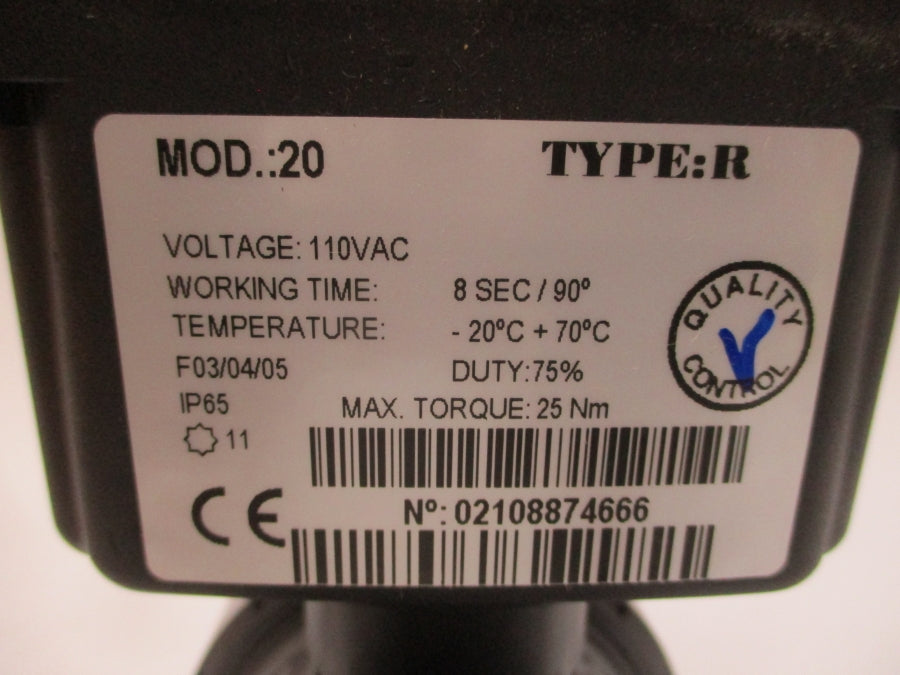 MOD.:20 TYPE:R
VOLTAGE: 110VAC
WORKING TIME: 8 SEC / 90º
TEMPERATURE: - 20ºC + 70ºC
F03/04/05 DUTY:75%
IP65 MAX. TORQUE: 25 Nm
11
QUALITY
CONTROL
CE
Nº: 02108874666